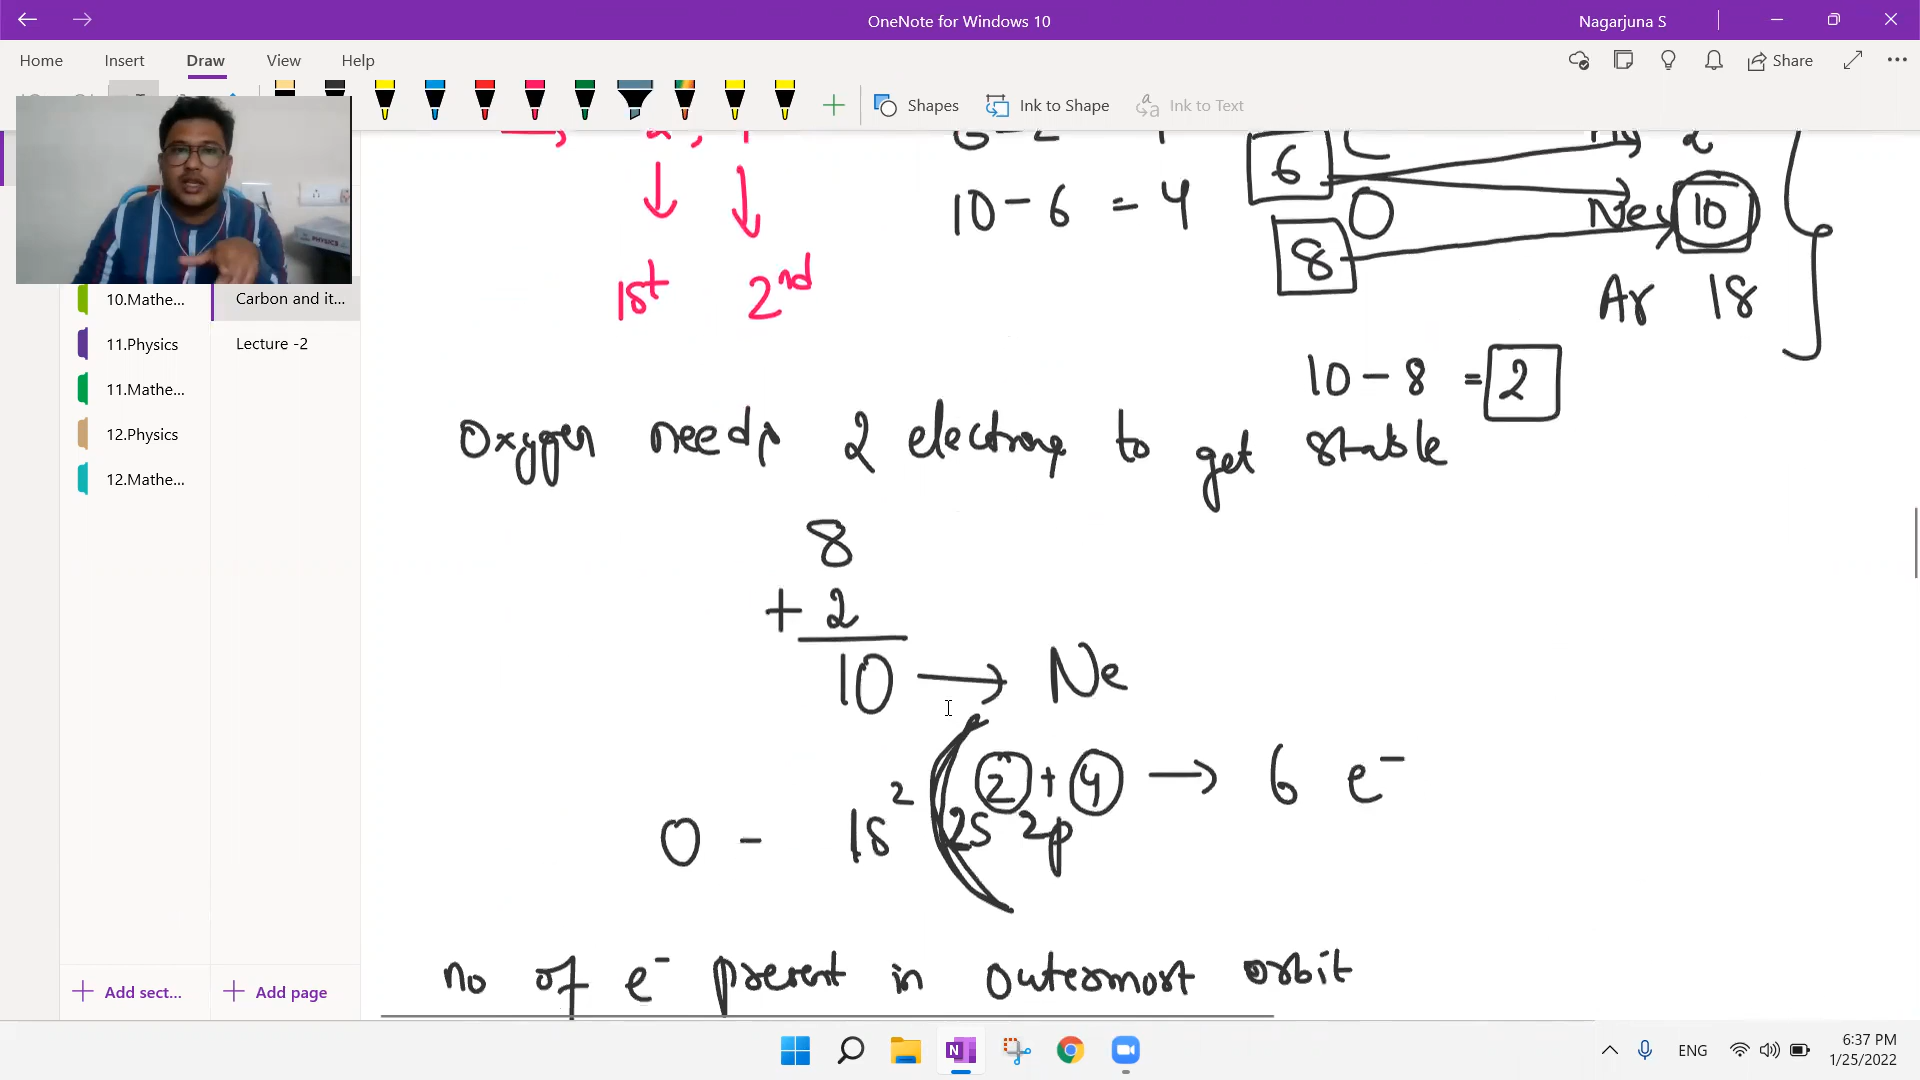 OneNote for Windows 10
Nagarjuna S
Home Insert Draw View Help
Share
Shapes Ink to Shape Ink to Text
10.Mathe...
11.Physics
11.Mathe...
12.Physics
12.Mathe...
Carbon and it...
Lecture -2
PHYSICS
1st 2nd
10 - 6 = 4
6 C
8 O
Ne 10
Ar 18
10 - 8 = 2
Oxygen needs 2 electrons to get stable
8
+ 2
10 → Ne
2 + 4 → 6 e⁻
O - 1s² 2s 2p
no of e⁻ present in outermost orbit
Add sect...
Add page
ENG
6:37 PM
1/25/2022